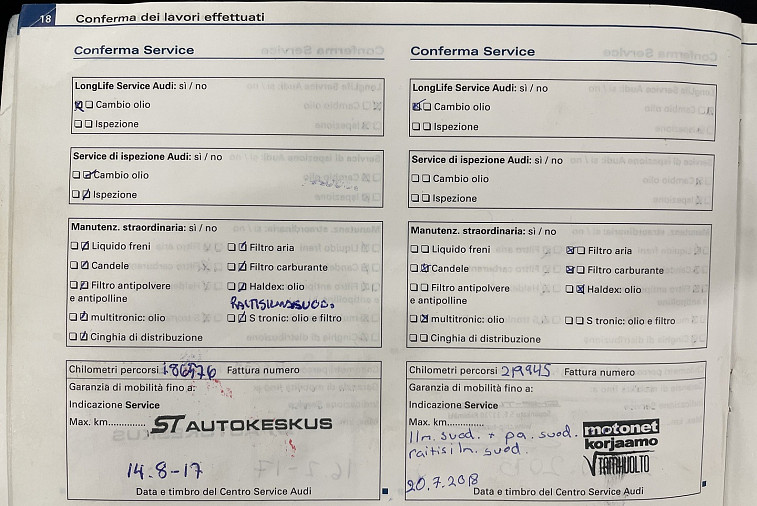 18 Conferma dei lavori effettuati
Conferma Service
LongLife Service Audi: sì / no
Cambio olio
Ispezione
Service di ispezione Audi: sì / no
Cambio olio
Ispezione
Manutenz. straordinaria: sì / no
Liquido freni Filtro aria
Candele Filtro carburante
Filtro antipolvere Haldex: olio
e antipolline RAITISILMASUOD.
multitronic: olio S tronic: olio e filtro
Cinghia di distribuzione
Chilometri percorsi 186576 Fattura numero
Garanzia di mobilità fino a:
Indicazione Service
Max. km..............
ST AUTOKESKUS
14.8-17
Data e timbro del Centro Service Audi
Conferma Service
LongLife Service Audi: sì / no
Cambio olio
Ispezione
Service di ispezione Audi: sì / no
Cambio olio
Ispezione
Manutenz. straordinaria: sì / no
Liquido freni Filtro aria
Candele Filtro carburante
Filtro antipolvere Haldex: olio
e antipolline
multitronic: olio S tronic: olio e filtro
Cinghia di distribuzione
Chilometri percorsi 219945 Fattura numero
Garanzia di mobilità fino a:
Indicazione Service
Max. km..............
ilm. suod. + pa. suod.
raitisilm. suod.
motonet
korjaamo
TÄMÄHUOLTO
20.7.2018
Data e timbro del Centro Service Audi